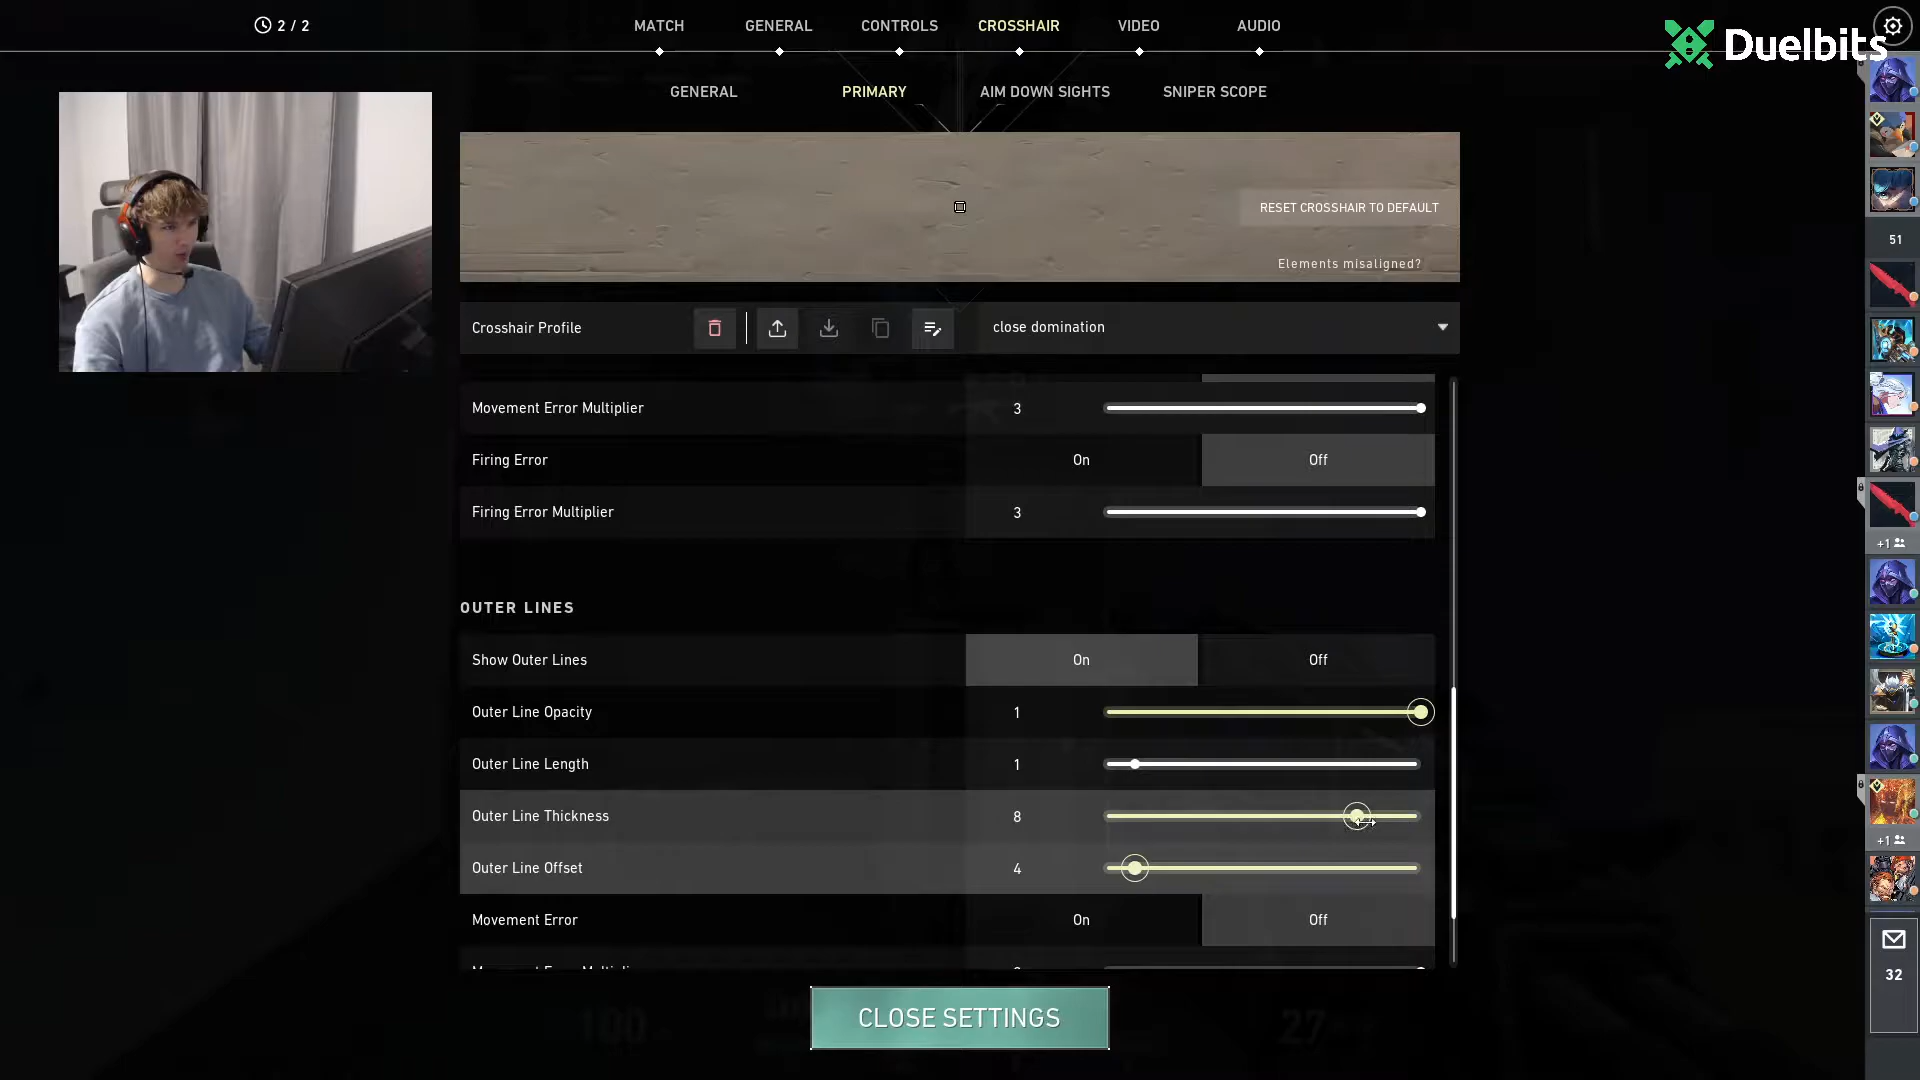 2 / 2
MATCH
GENERAL
CONTROLS
CROSSHAIR
VIDEO
AUDIO
Duelbits
GENERAL
PRIMARY
AIM DOWN SIGHTS
SNIPER SCOPE
RESET CROSSHAIR TO DEFAULT
Elements misaligned?
Crosshair Profile
close domination
Movement Error Multiplier
3
Firing Error
On
Off
Firing Error Multiplier
3
OUTER LINES
Show Outer Lines
On
Off
Outer Line Opacity
1
Outer Line Length
1
Outer Line Thickness
8
Outer Line Offset
4
Movement Error
On
Off
CLOSE SETTINGS
100
27
51
+1
+1
32